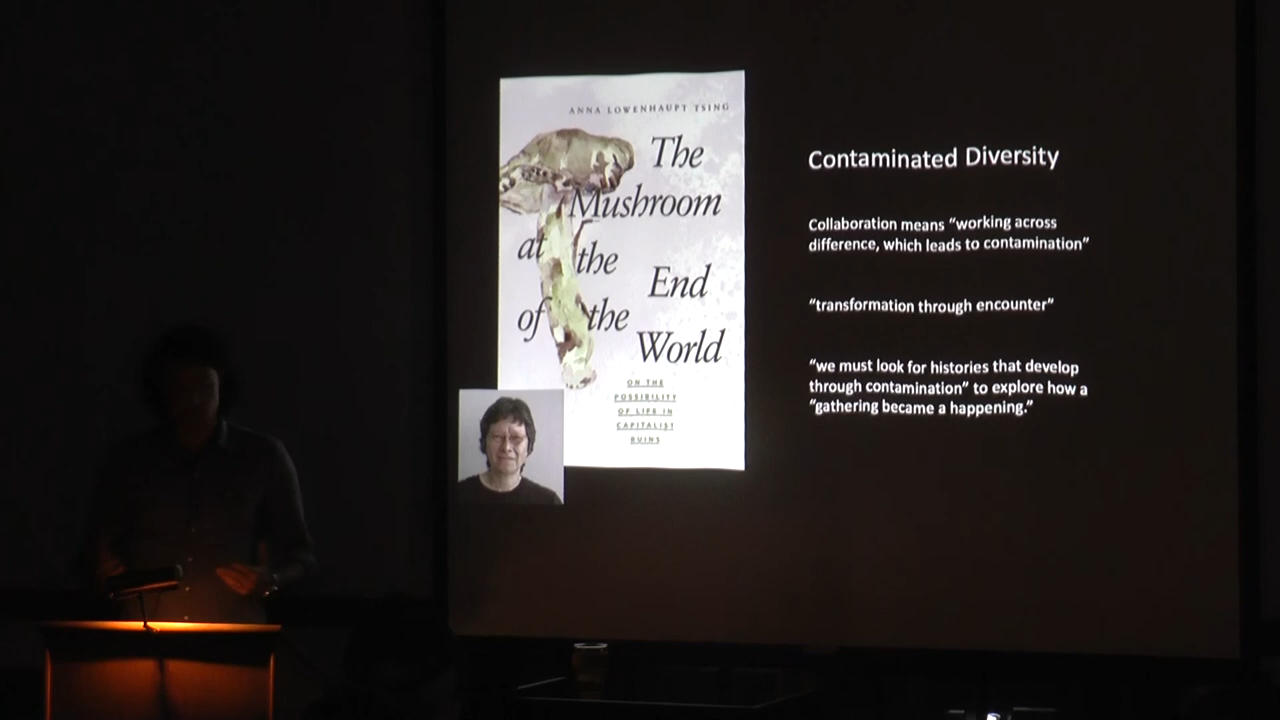 ANNA LOWENHAUPT TSING
The
Mushroom
at the
End
of the
World
ON THE
POSSIBILITY
OF LIFE IN
CAPITALIST
RUINS
Contaminated Diversity
Collaboration means “working across
difference, which leads to contamination”
“transformation through encounter”
“we must look for histories that develop
through contamination” to explore how a
“gathering became a happening.”